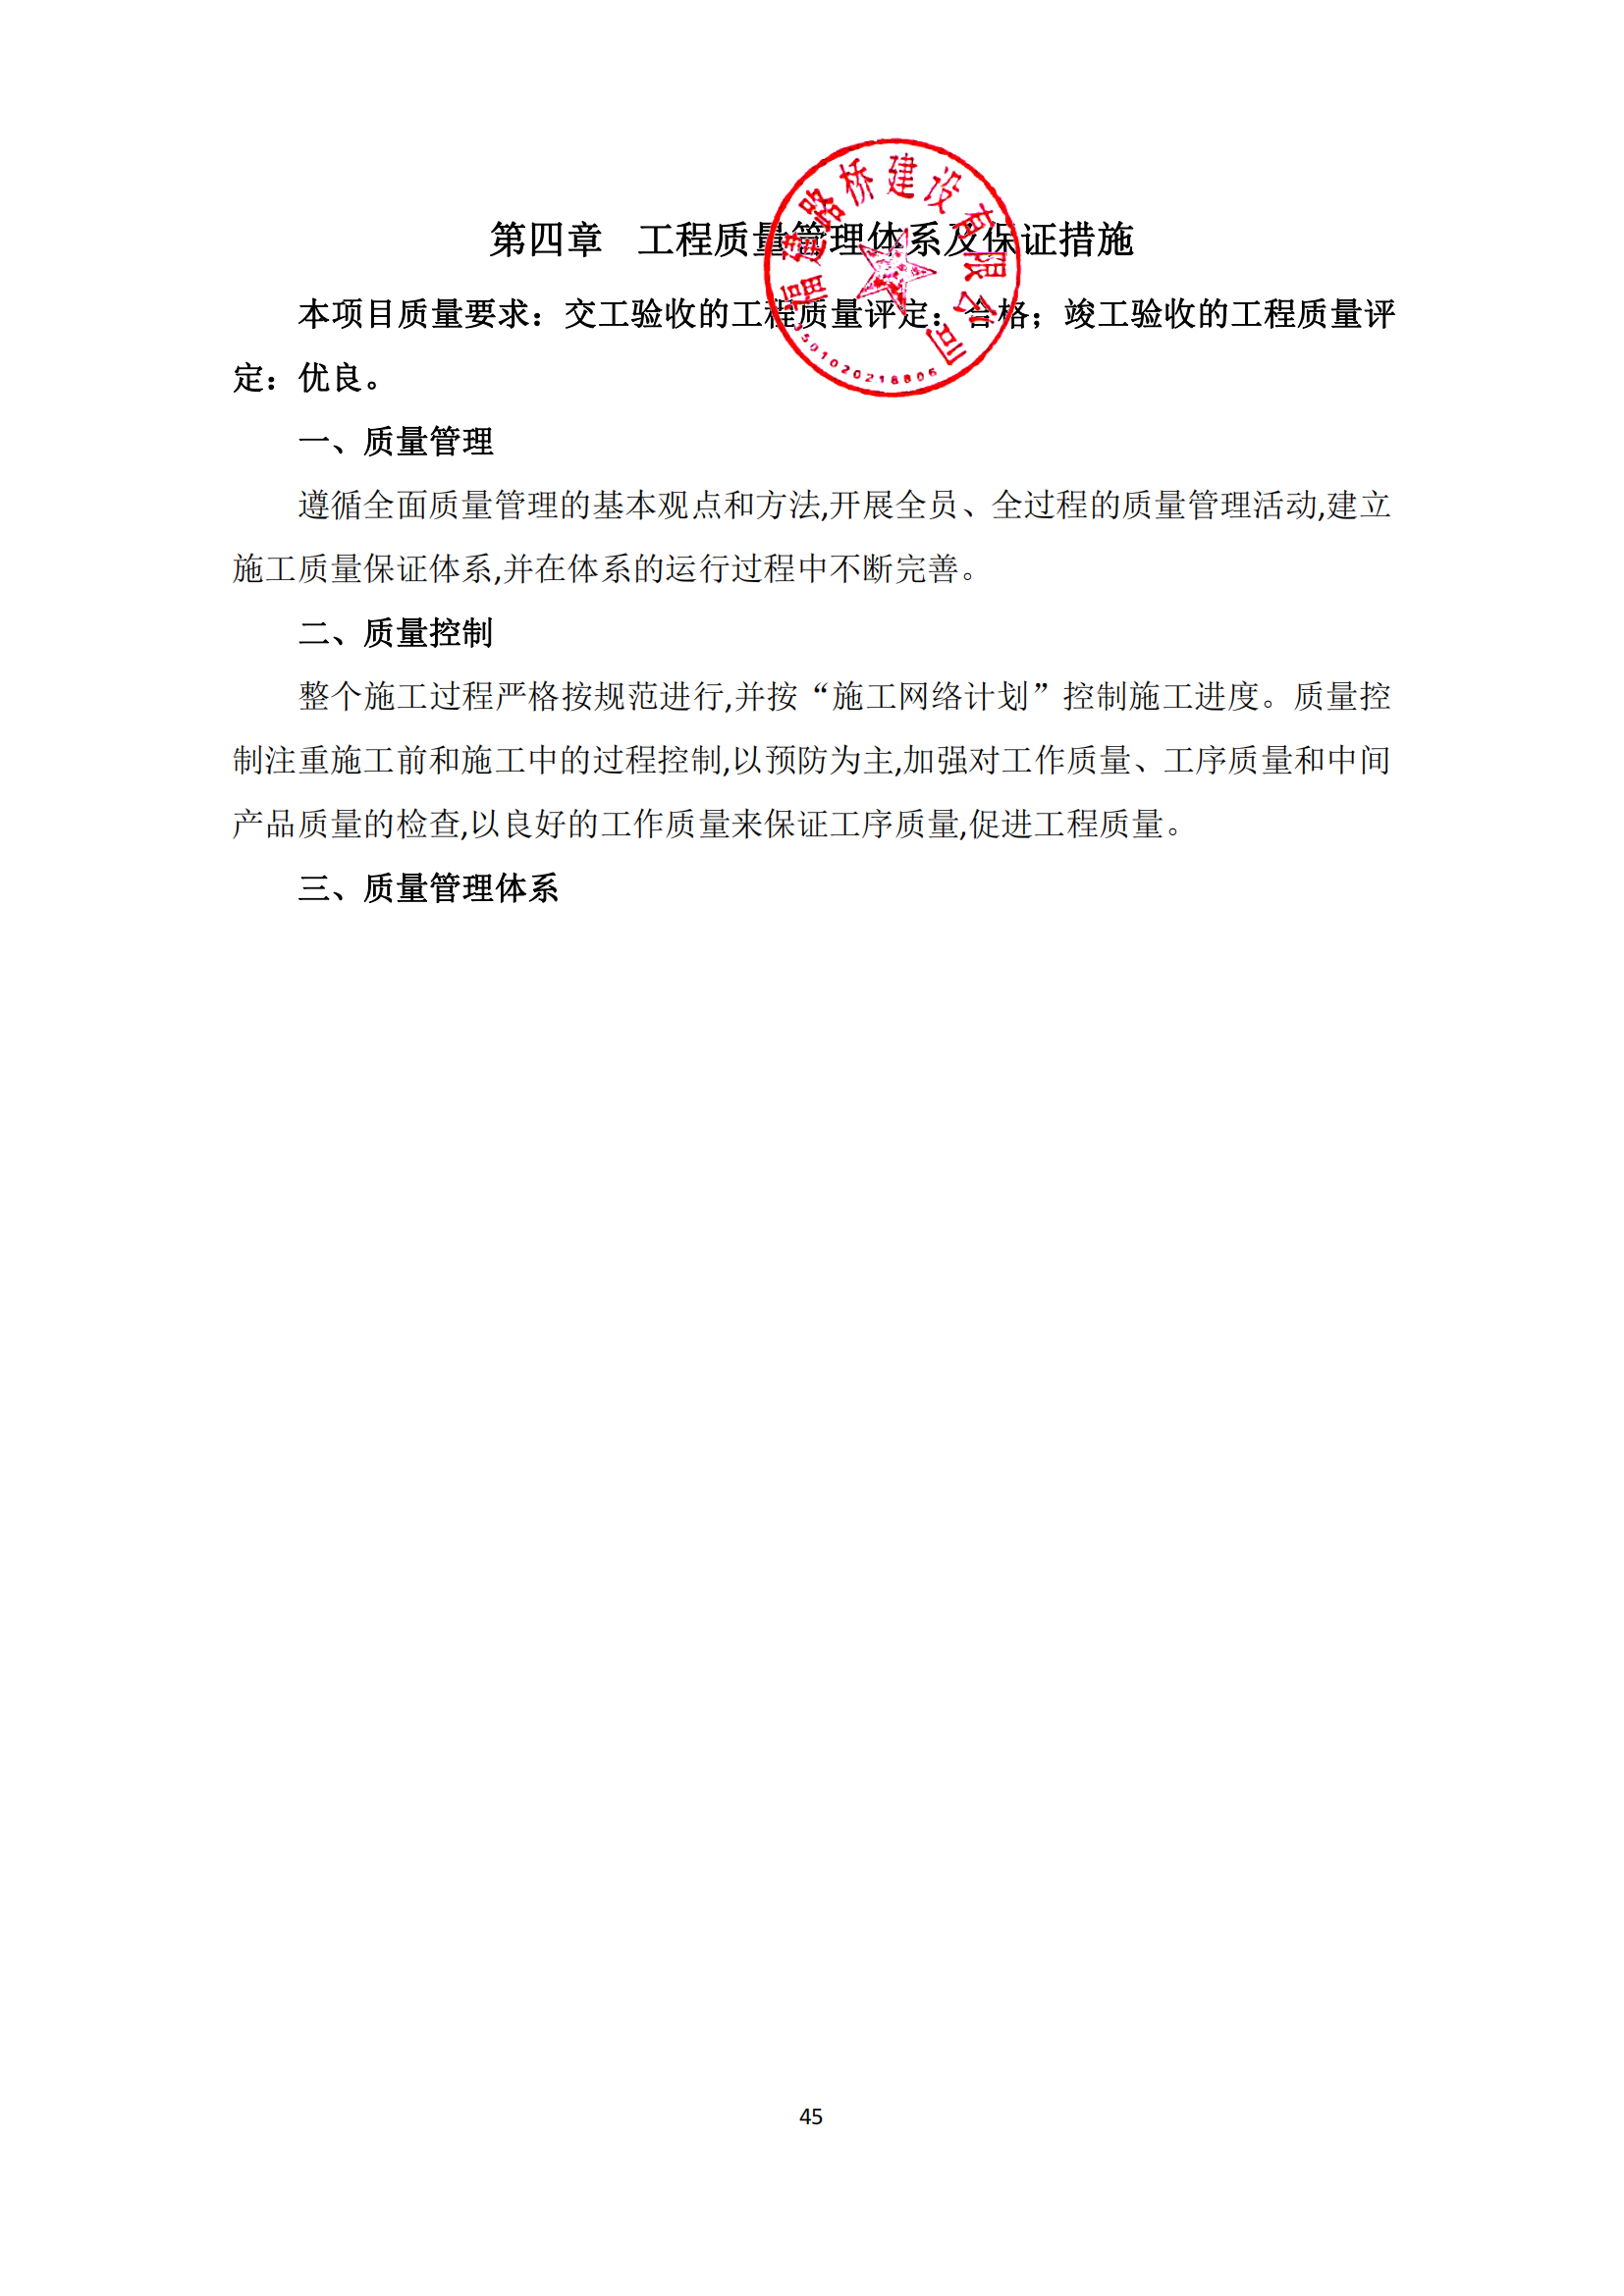 第四章 工程质量管理体系及保证措施
本项目质量要求：交工验收的工程质量评定：合格；竣工验收的工程质量评
定：优良。
一、质量管理
遵循全面质量管理的基本观点和方法,开展全员、全过程的质量管理活动,建立
施工质量保证体系,并在体系的运行过程中不断完善。
二、质量控制
整个施工过程严格按规范进行,并按“施工网络计划”控制施工进度。质量控
制注重施工前和施工中的过程控制,以预防为主,加强对工作质量、工序质量和中间
产品质量的检查,以良好的工作质量来保证工序质量,促进工程质量。
三、质量管理体系
福建路桥建设有限公司
45